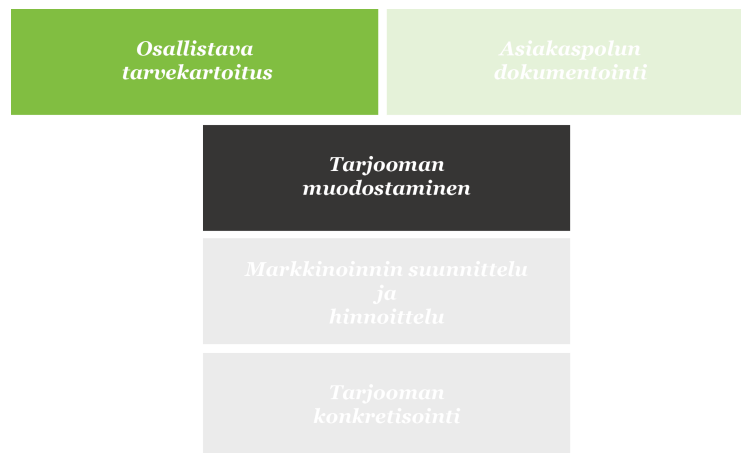 Osallistava
tarvekartoitus
Asiakaspolun
dokumentointi
Tarjooman
muodostaminen
Markkinoinnin suunnittelu
ja
hinnoittelu
Tarjooman
konkretisointi